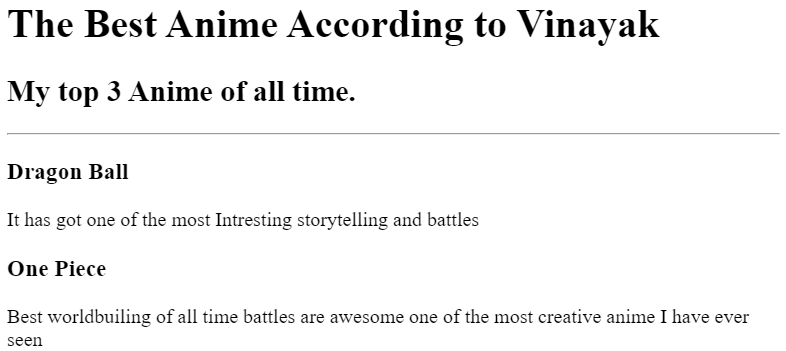 The Best Anime According to Vinayak
My top 3 Anime of all time.
Dragon Ball
It has got one of the most Intresting storytelling and battles
One Piece
Best worldbuiling of all time battles are awesome one of the most creative anime I have ever
seen